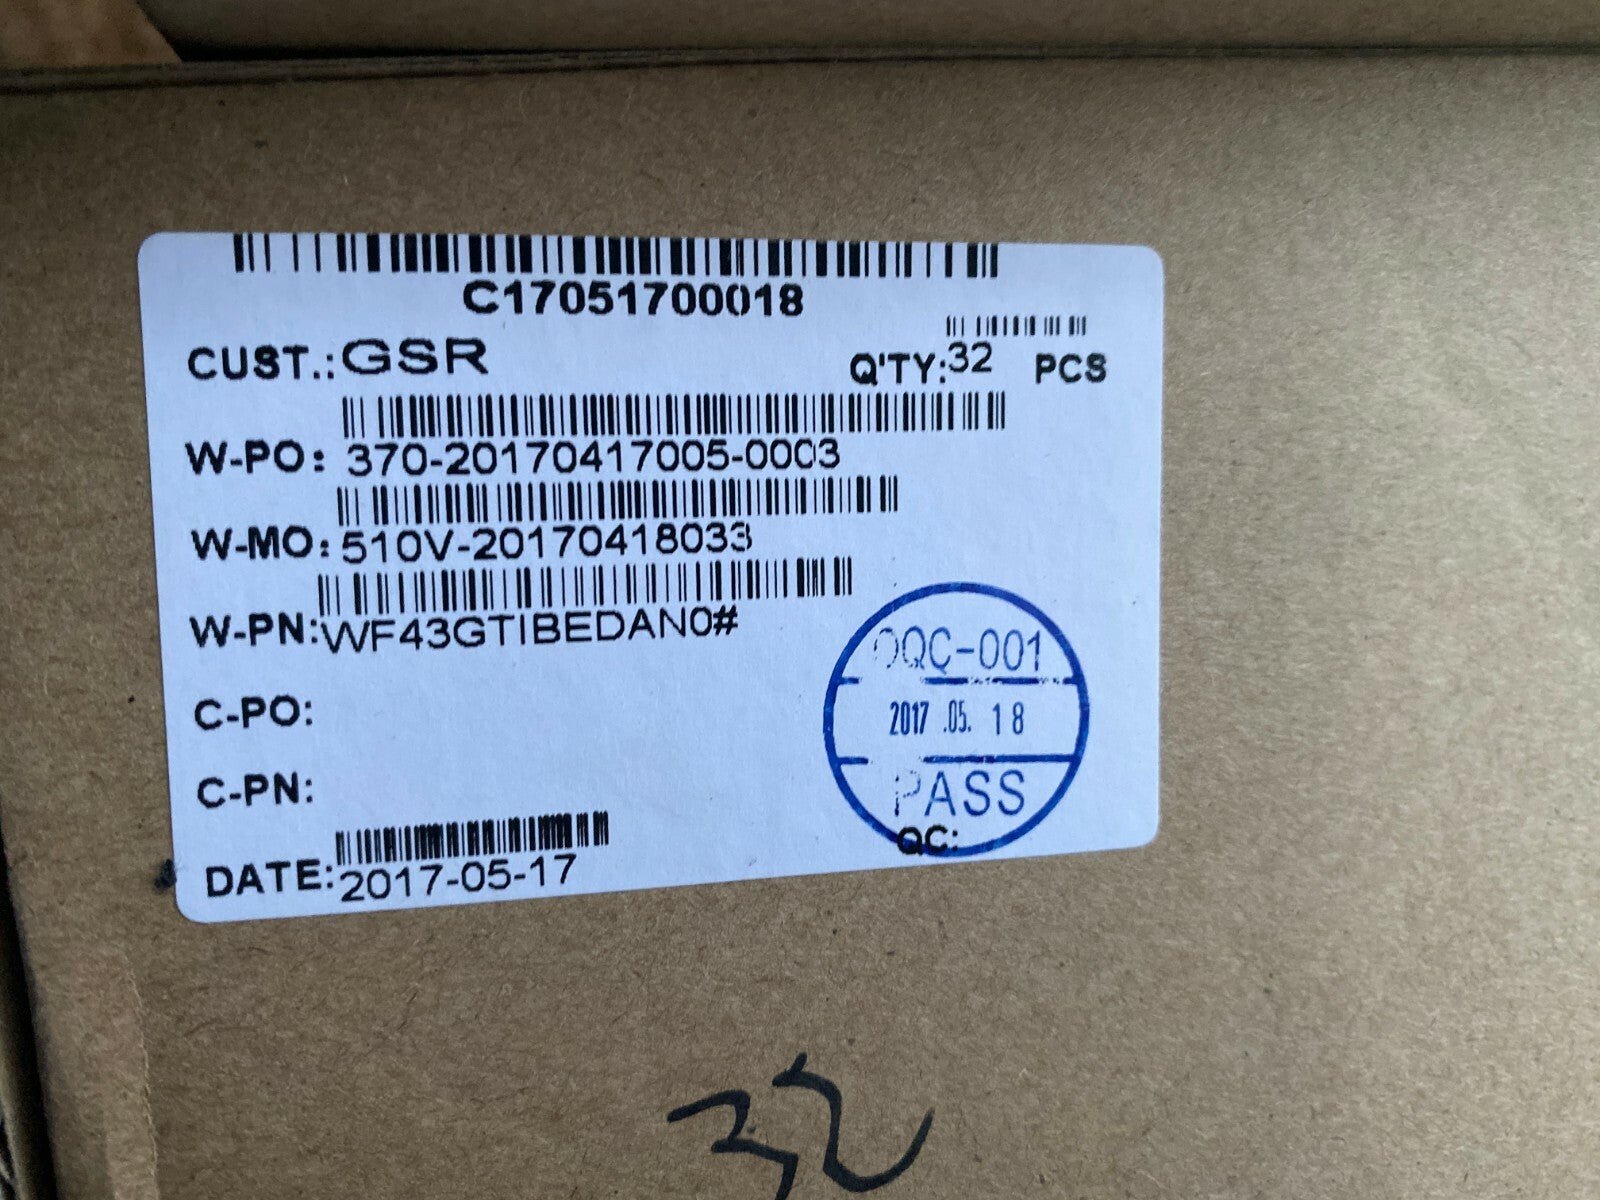 C17051700018
CUST.:GSR Q'TY:32 PCS
W-PO: 370-20170417005-0003
W-MO: 510V-20170418033
W-PN:WF43GTIBEDAN0#
C-PO:
C-PN:
DATE:2017-05-17
OQC-001
2017.05.18
PASS
QC:
32